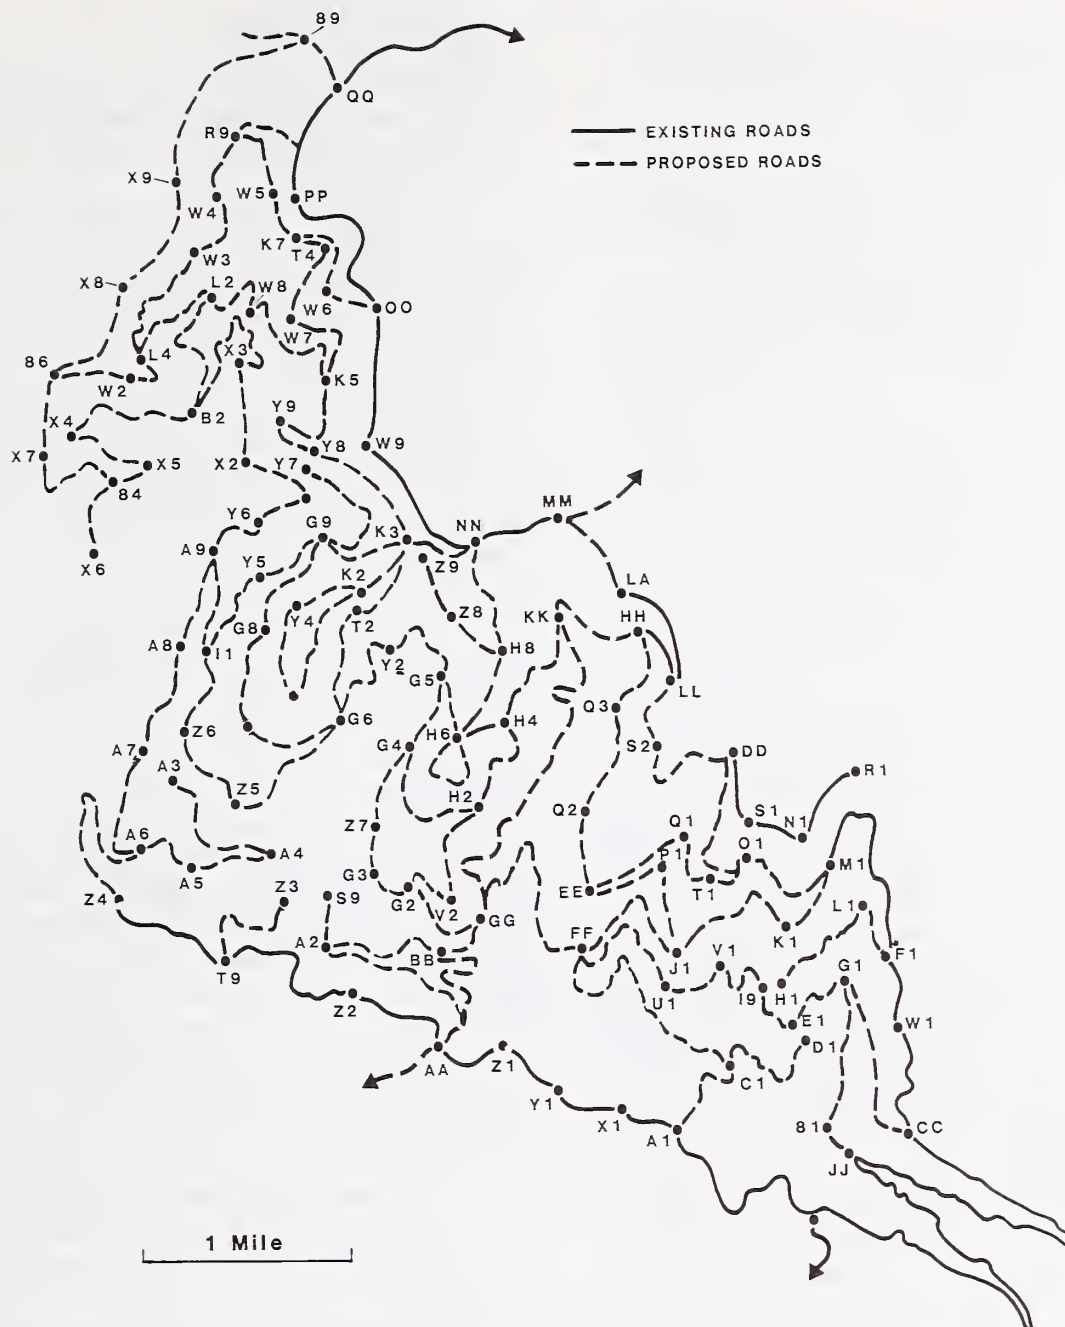 89
QQ
EXISTING ROADS
PROPOSED ROADS
R9
X9
W4
W5
PP
K7
T4
W3
X8
L2
W8
W6
OO
W7
X3
86
L4
W2
K5
Y9
X4
B2
Y8
W9
X7
X5
X2
Y7
84
MM
Y6
G9
K3
NN
A9
Z9
X6
Y5
K2
LA
Y4
T2
Z8
KK
HH
G8
A8
I1
Y2
H8
G5
LL
Q3
G6
H4
Z6
H6
S2
A7
G4
DD
A3
R1
Z5
H2
Q2
S1
N1
Z7
Q1
A6
O1
P1
A4
M1
A5
G3
T1
Z3
S9
G2
EE
Z4
V2
L1
GG
FF
K1
A2
BB
V1
J1
F1
T9
G1
U1
I9
H1
Z2
E1
W1
D1
AA
Z1
C1
Y1
X1
A1
81
CC
JJ
1 Mile